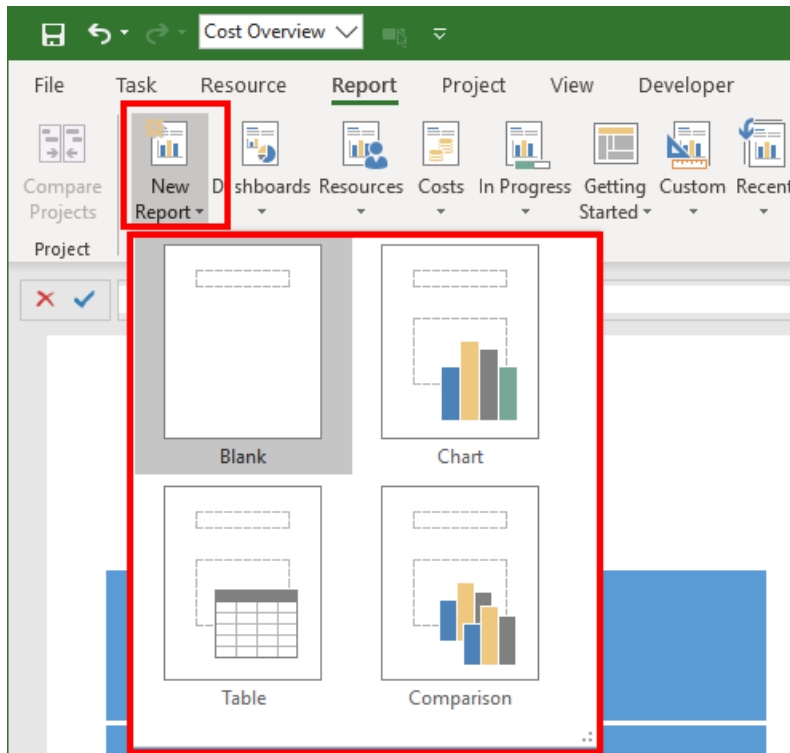 Cost Overview
File Task Resource Report Project View Developer
Compare Projects
New Report
Dashboards
Resources
Costs
In Progress
Getting Started
Custom
Recent
Project
Blank
Chart
Table
Comparison